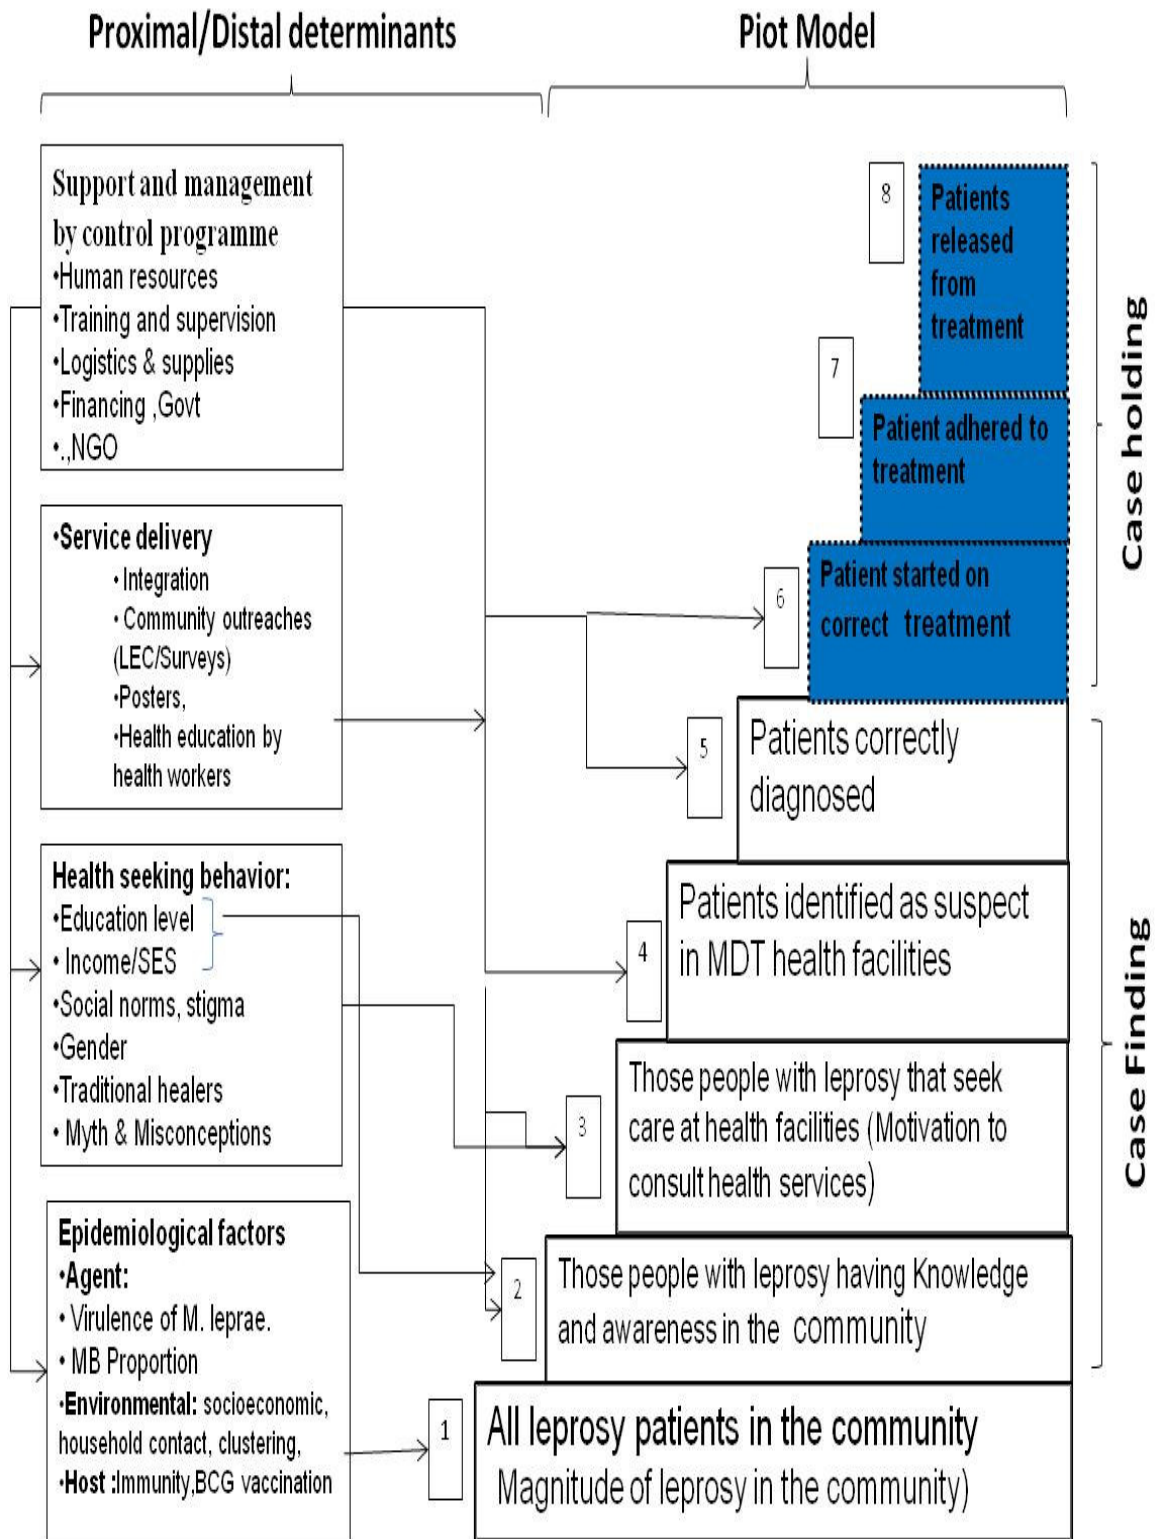 Proximal/Distal determinants
Piot Model
Support and management
by control programme
•Human resources
•Training and supervision
•Logistics & supplies
•Financing ,Govt
•.,NGO
•Service delivery
• Integration
• Community outreaches
(LEC/Surveys)
•Posters,
•Health education by
health workers
Health seeking behavior:
•Education level
• Income/SES
•Social norms, stigma
•Gender
•Traditional healers
• Myth & Misconceptions
Epidemiological factors
•Agent:
• Virulence of M. leprae.
• MB Proportion
•Environmental: socioeconomic,
household contact, clustering,
•Host :Immunity,BCG vaccination
8
Patients
released
from
treatment
7
Patient adhered to
treatment
6
Patient started on
correct treatment
5
Patients correctly
diagnosed
4
Patients identified as suspect
in MDT health facilities
3
Those people with leprosy that seek
care at health facilities (Motivation to
consult health services)
2
Those people with leprosy having Knowledge
and awareness in the community
1
All leprosy patients in the community
Magnitude of leprosy in the community)
Case holding
Case Finding